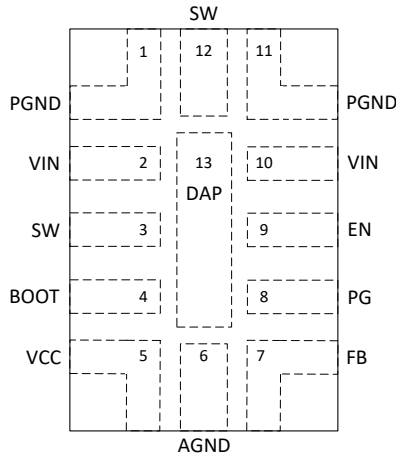 SW
1 12 11
PGND PGND
VIN 2 13 10 VIN
DAP
SW 3 9 EN
BOOT 4 8 PG
VCC 5 6 7 FB
AGND